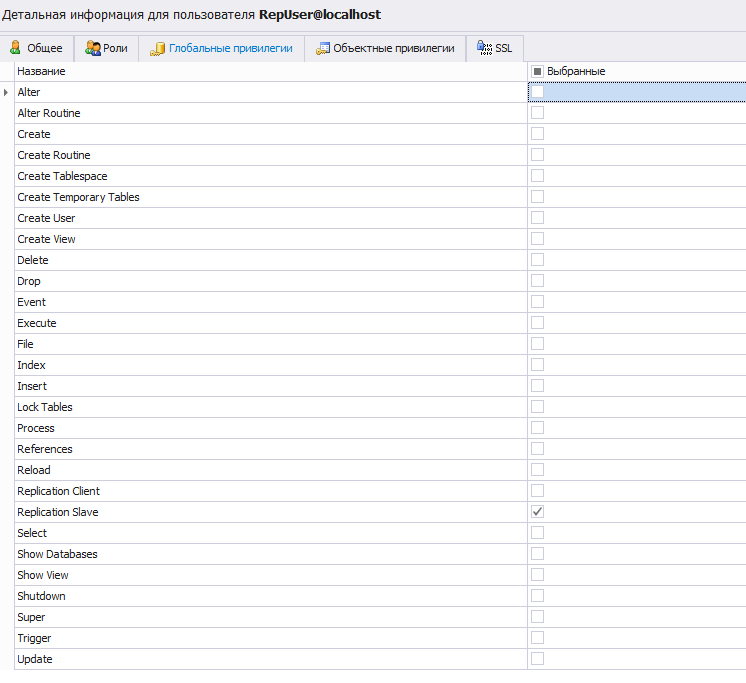 Детальная информация для пользователя RepUser@localhost
Общее Роли Глобальные привилегии Объектные привилегии SSL
Название Выбранные
Alter
Alter Routine
Create
Create Routine
Create Tablespace
Create Temporary Tables
Create User
Create View
Delete
Drop
Event
Execute
File
Index
Insert
Lock Tables
Process
References
Reload
Replication Client
Replication Slave
Select
Show Databases
Show View
Shutdown
Super
Trigger
Update